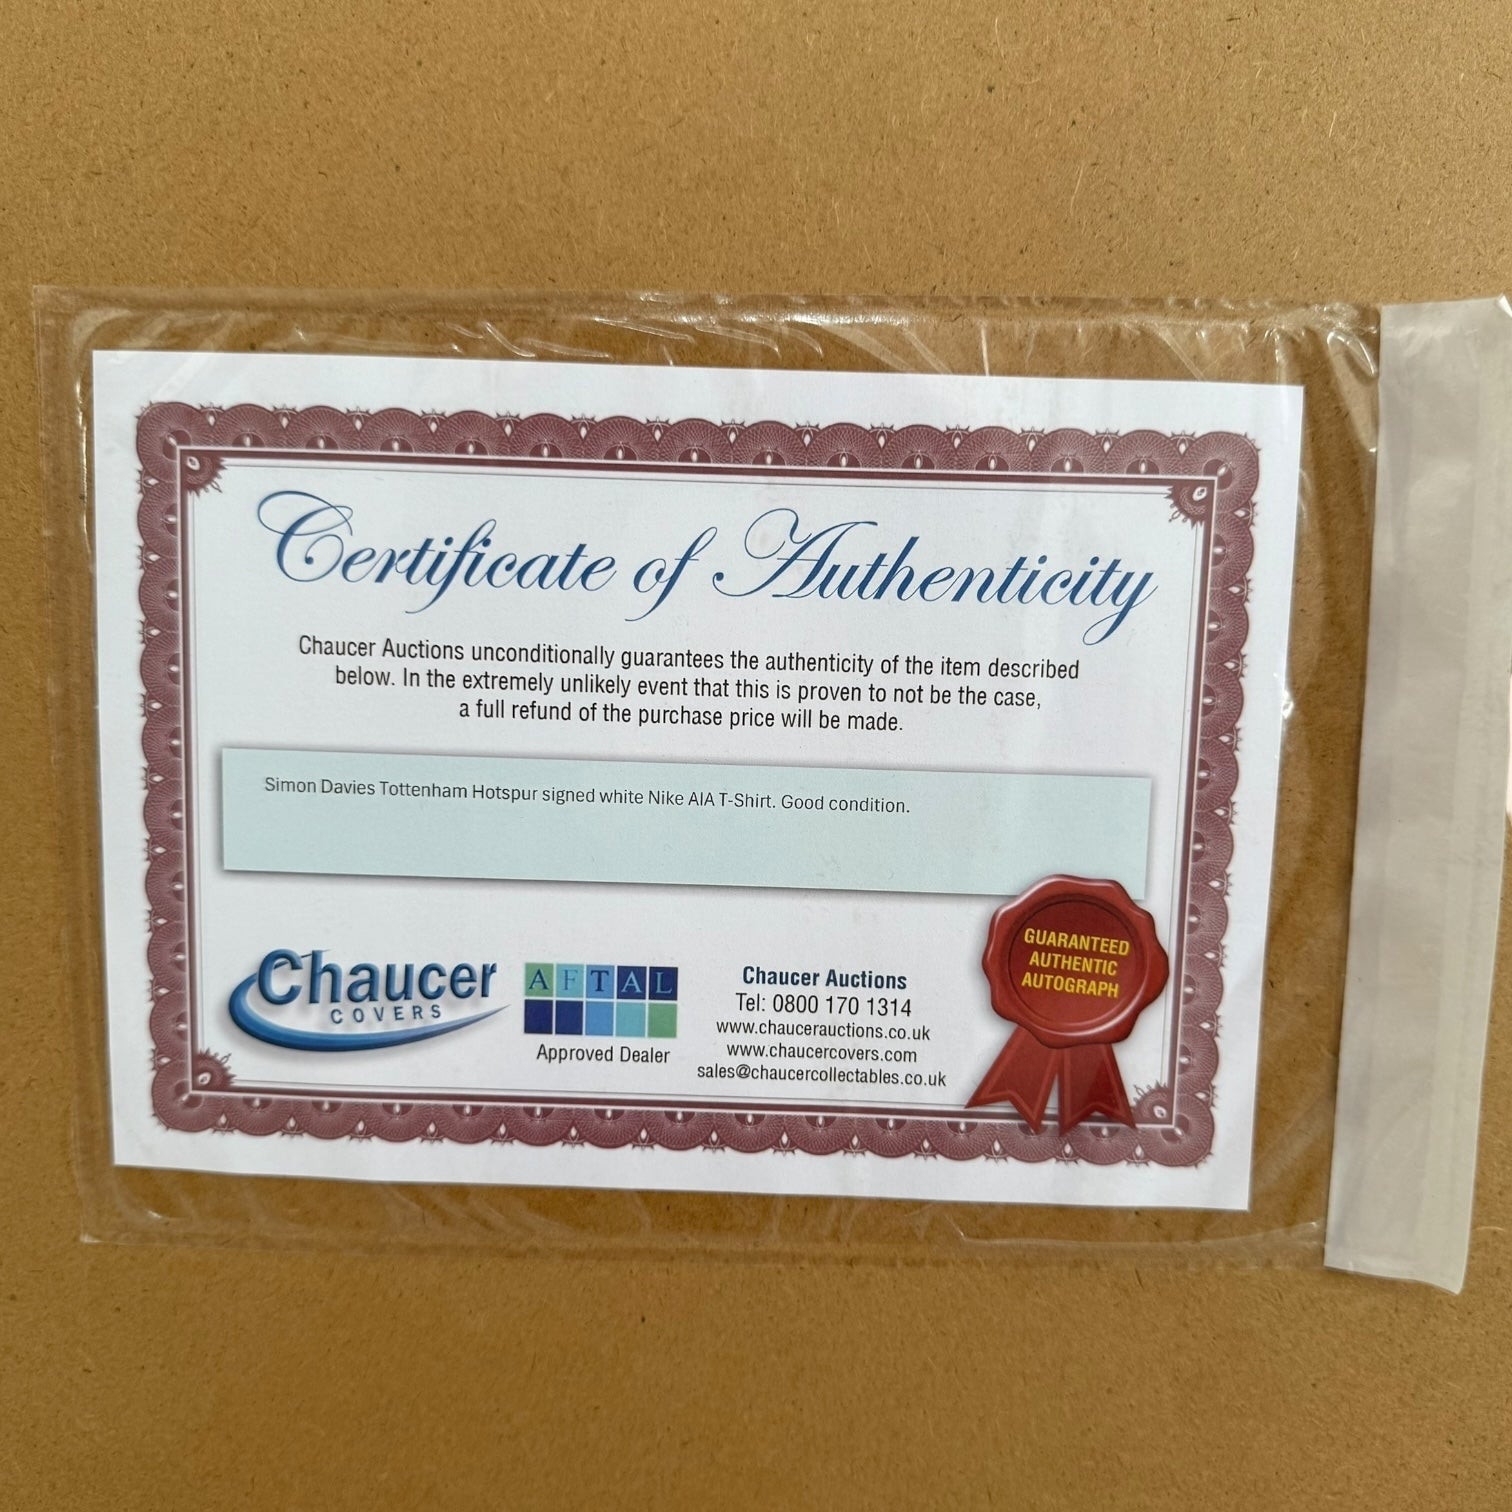 Certificate of Authenticity
Chaucer Auctions unconditionally guarantees the authenticity of the item described
below. In the extremely unlikely event that this is proven to not be the case,
a full refund of the purchase price will be made.
Simon Davies Tottenham Hotspur signed white Nike AIA T-Shirt. Good condition.
Chaucer
COVERS
AFTAL
Approved Dealer
Chaucer Auctions
Tel: 0800 170 1314
www.chaucerauctions.co.uk
www.chaucercovers.com
sales@chaucercollectables.co.uk
GUARANTEED
AUTHENTIC
AUTOGRAPH